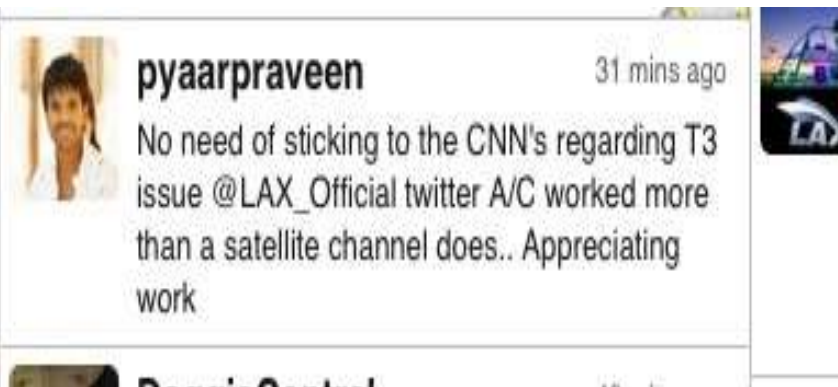 pyaarpraveen 31 mins ago
No need of sticking to the CNN's regarding T3
issue @LAX_Official twitter A/C worked more
than a satellite channel does.. Appreciating
work
LAX